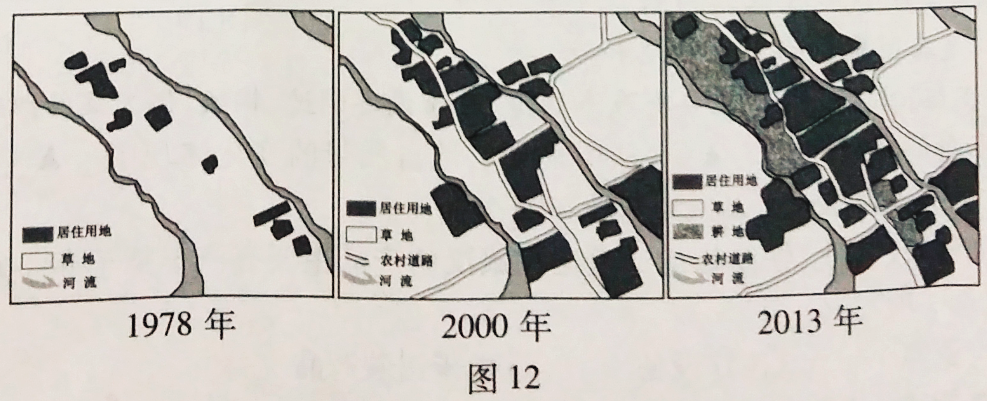 居住用地
草地
河流
1978 年
居住用地
草地
农村道路
河流
2000 年
居住用地
草地
耕地
农村道路
河流
2013 年
图 12